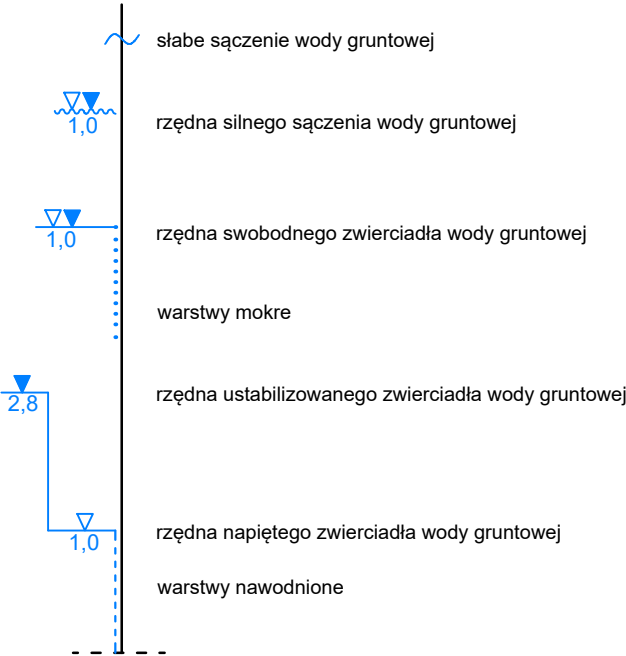 słabe sączenie wody gruntowej
1,0
rzędna silnego sączenia wody gruntowej
1,0
rzędna swobodnego zwierciadła wody gruntowej
warstwy mokre
2,8
rzędna ustabilizowanego zwierciadła wody gruntowej
1,0
rzędna napiętego zwierciadła wody gruntowej
warstwy nawodnione